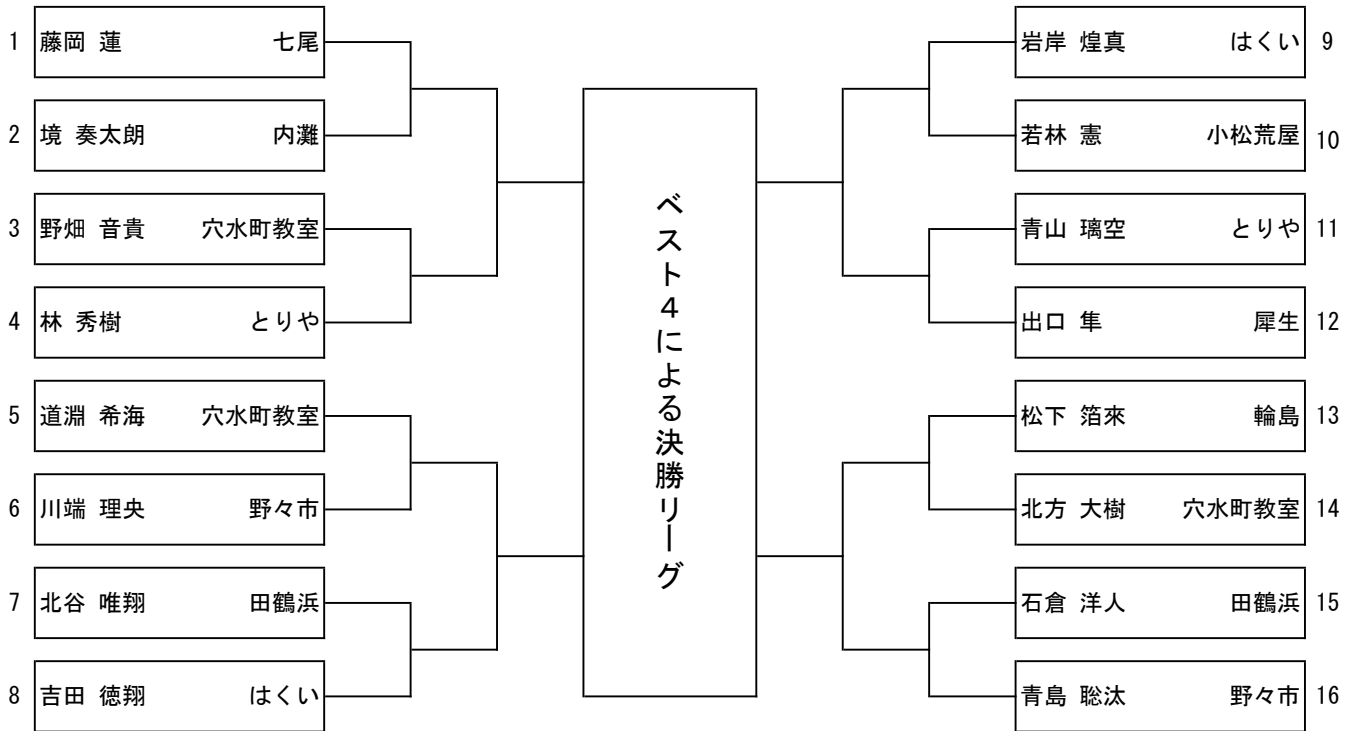 1 藤岡 蓮 七尾
2 境 奏太朗 内灘
3 野畑 音貴 穴水町教室
4 林 秀樹 とりや
5 道淵 希海 穴水町教室
6 川端 理央 野々市
7 北谷 唯翔 田鶴浜
8 吉田 徳翔 はくい
ベスト4による決勝リーグ
岩岸 煌真 はくい 9
若林 憲 小松荒屋 10
青山 璃空 とりや 11
出口 隼 犀生 12
松下 箔來 輪島 13
北方 大樹 穴水町教室 14
石倉 洋人 田鶴浜 15
青島 聡汰 野々市 16